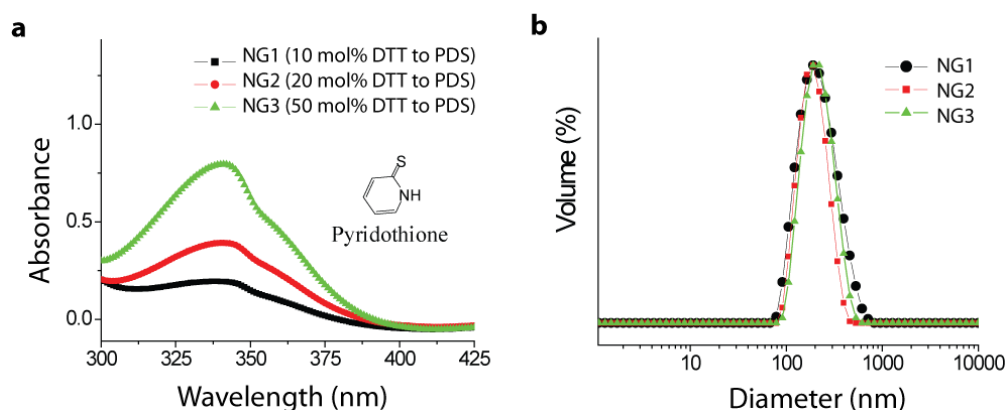 a
NG1 (10 mol% DTT to PDS)
NG2 (20 mol% DTT to PDS)
NG3 (50 mol% DTT to PDS)
1.0
0.5
0.0
Absorbance
S
NH
Pyridothione
300 325 350 375 400 425
Wavelength (nm)
b
NG1
NG2
NG3
Volume (%)
10 100 1000 10000
Diameter (nm)